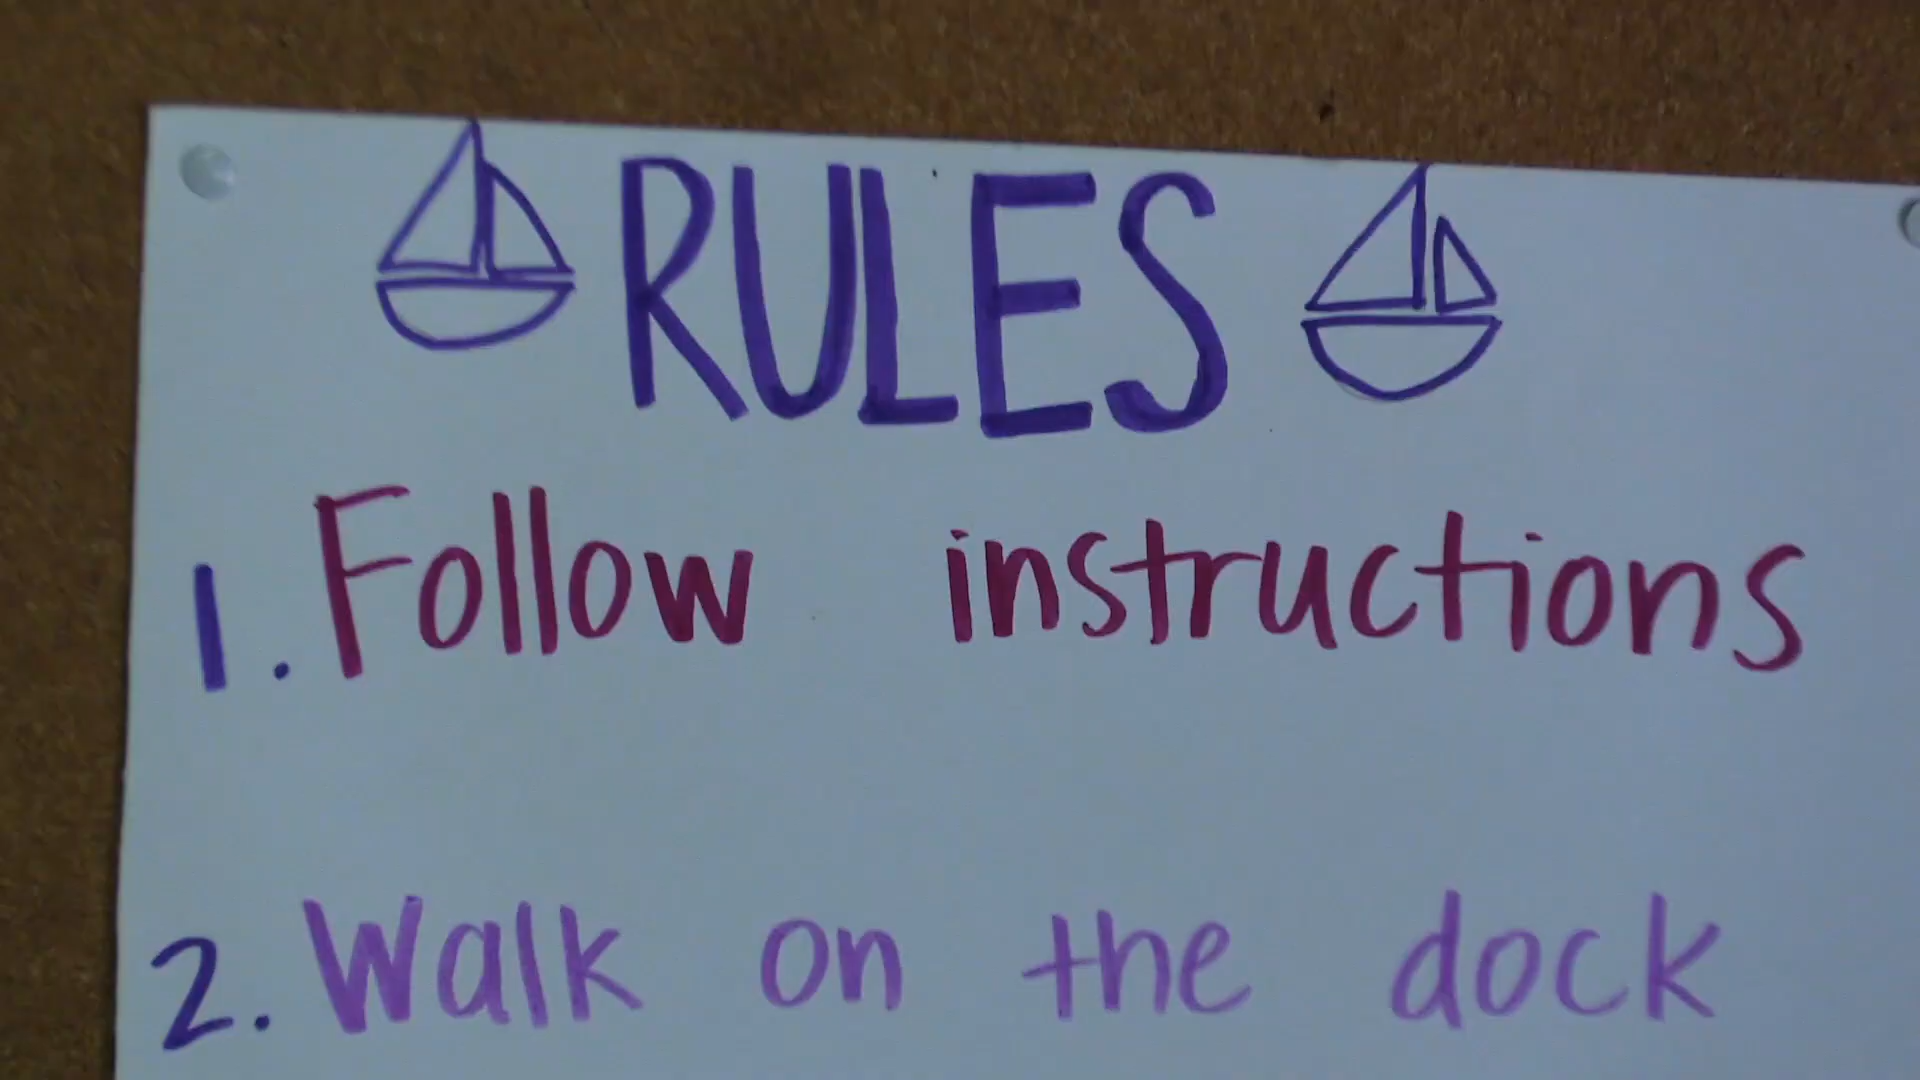 RULES
1. Follow instructions
2. Walk on the dock